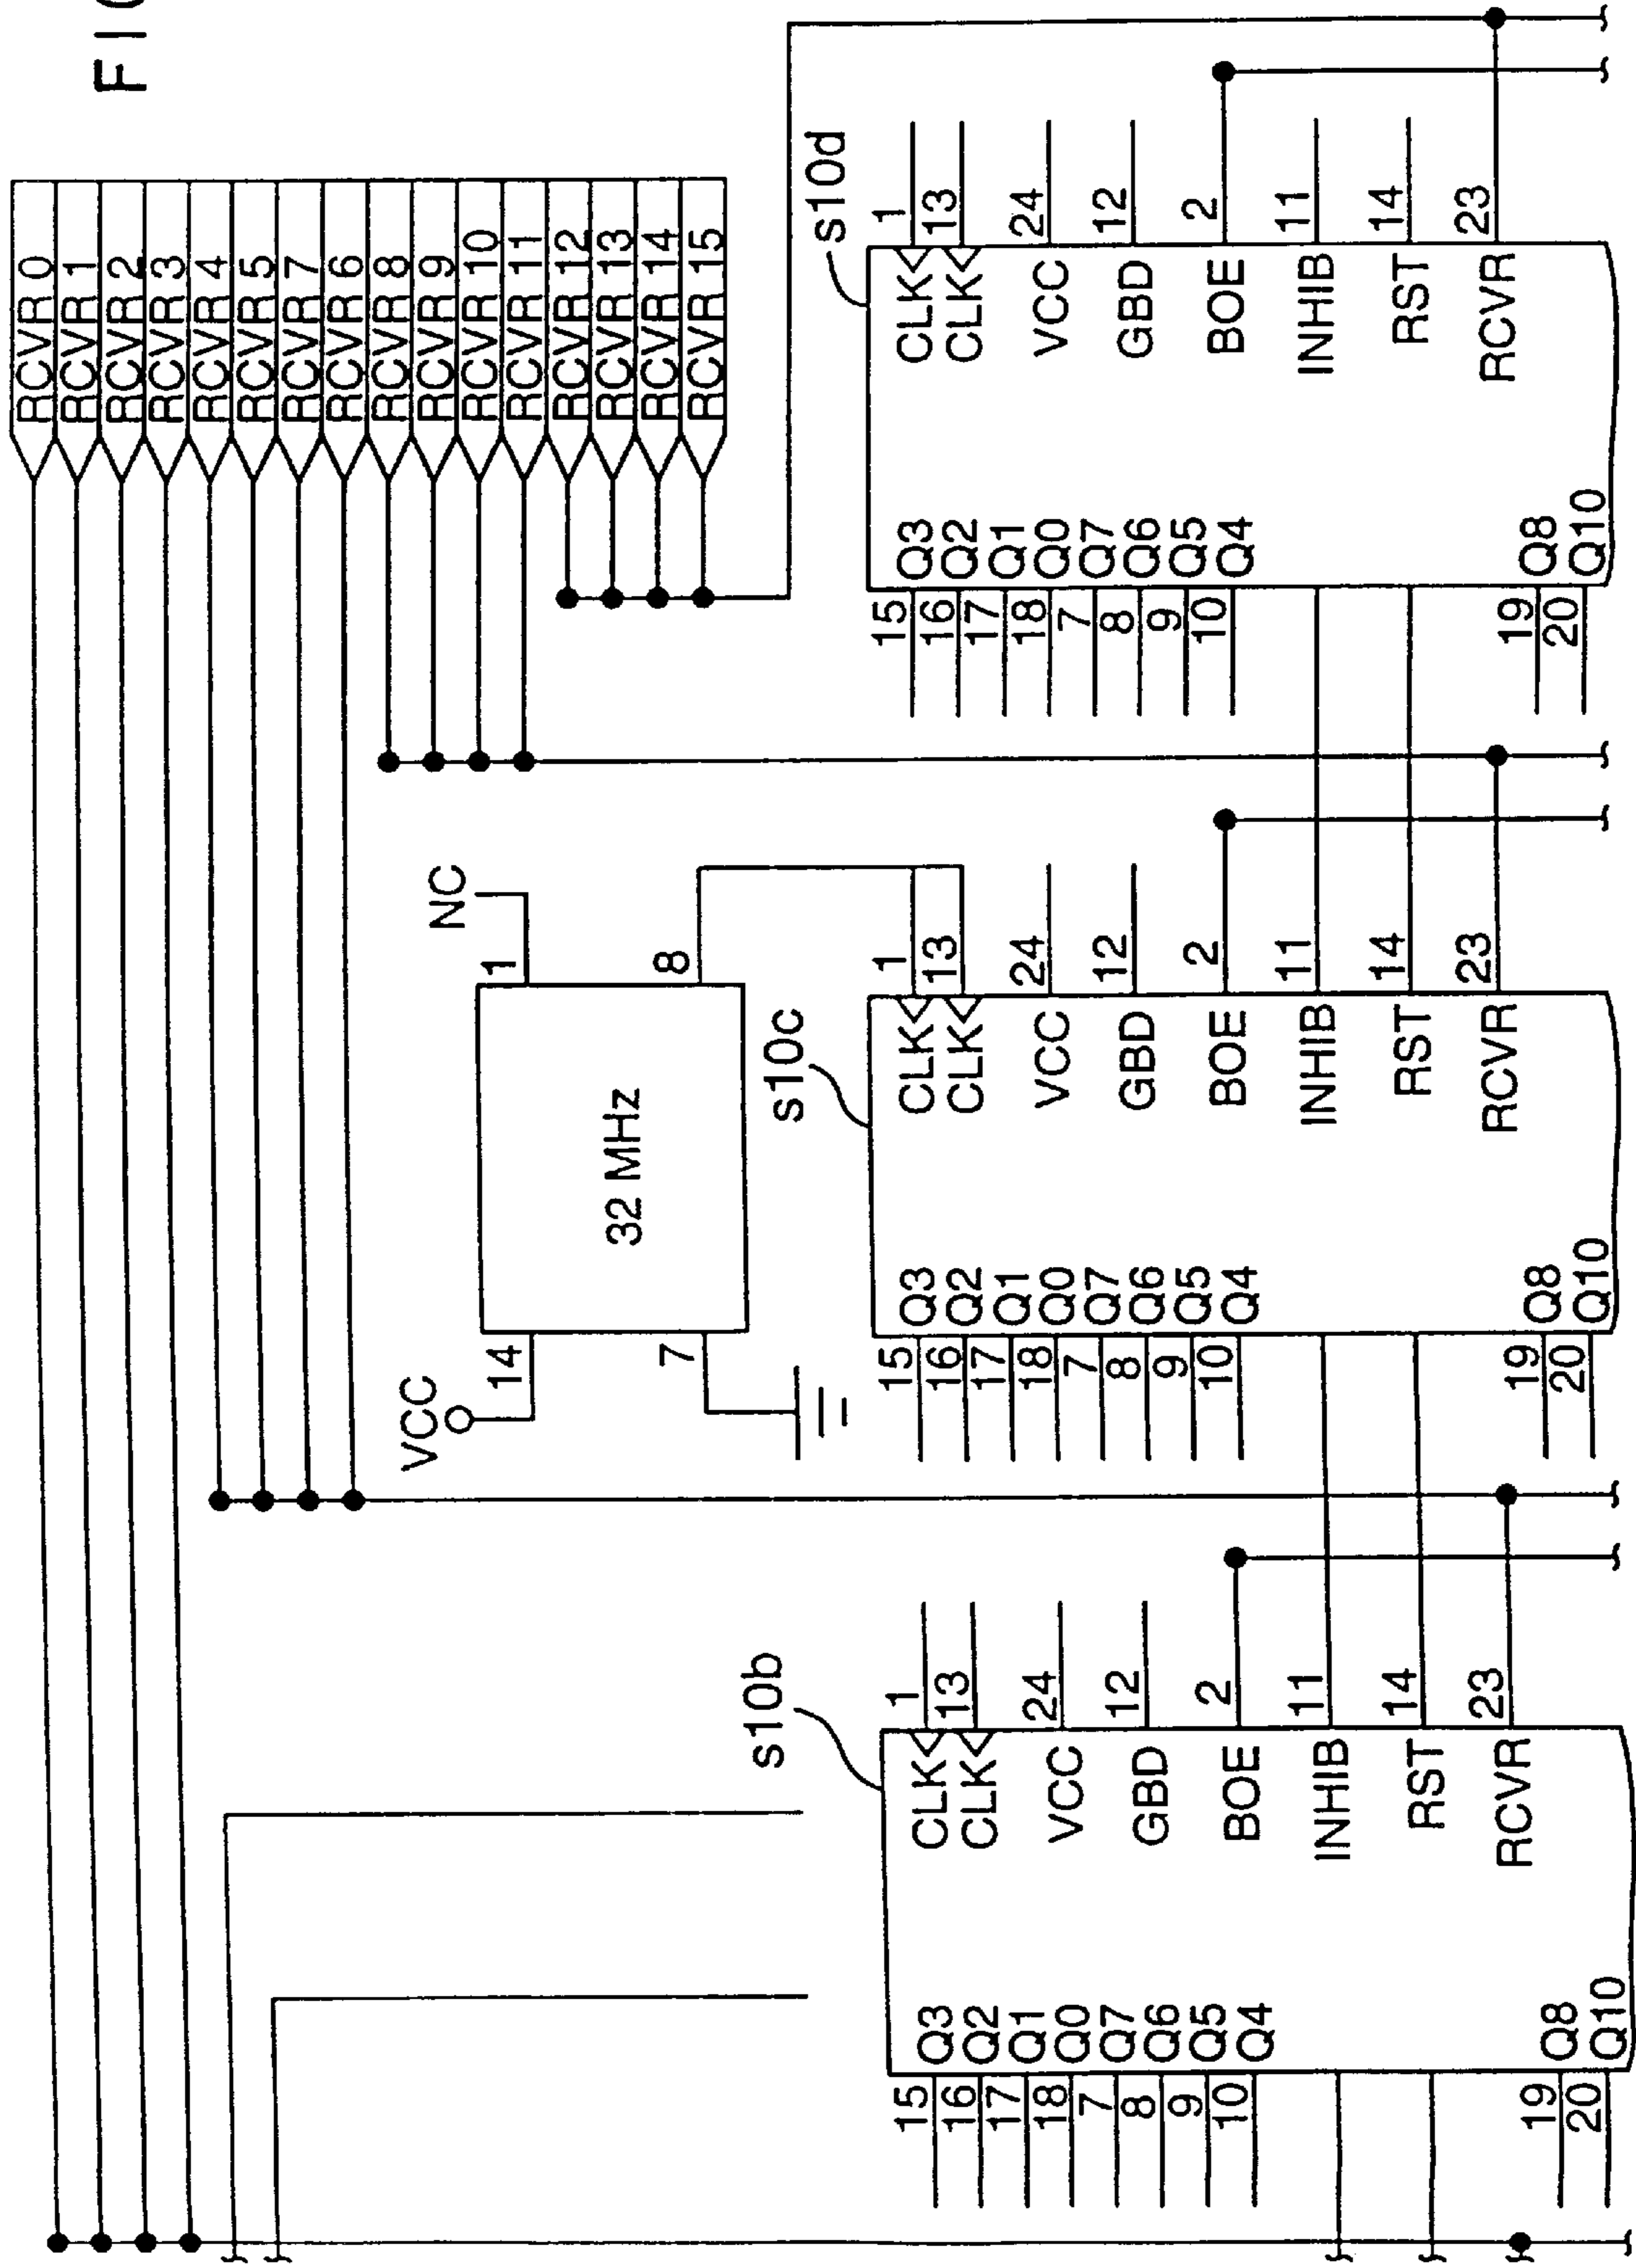 FIG
RCVR 0
RCVR 1
RCVR 2
RCVR 3
RCVR 4
RCVR 5
RCVR 7
RCVR 6
RCVR 8
RCVR 9
RCVR 10
RCVR 11
RCVR 12
RCVR 13
RCVR 14
RCVR 15
VCC
14
7
32 MHz
1
8
NC
s10b
15 Q3 CLK 1
16 Q2 CLK 13
17 Q1
18 Q0 VCC 24
7 Q7
8 Q6 GBD 12
9 Q5
10 Q4 BOE 2
INHIB 11
RST 14
19 Q8 RCVR 23
20 Q10
s10c
15 Q3 CLK 1
16 Q2 CLK 13
17 Q1
18 Q0 VCC 24
7 Q7
8 Q6 GBD 12
9 Q5
10 Q4 BOE 2
INHIB 11
RST 14
19 Q8 RCVR 23
20 Q10
s10d
15 Q3 CLK 1
16 Q2 CLK 13
17 Q1
18 Q0 VCC 24
7 Q7
8 Q6 GBD 12
9 Q5
10 Q4 BOE 2
INHIB 11
RST 14
19 Q8 RCVR 23
20 Q10